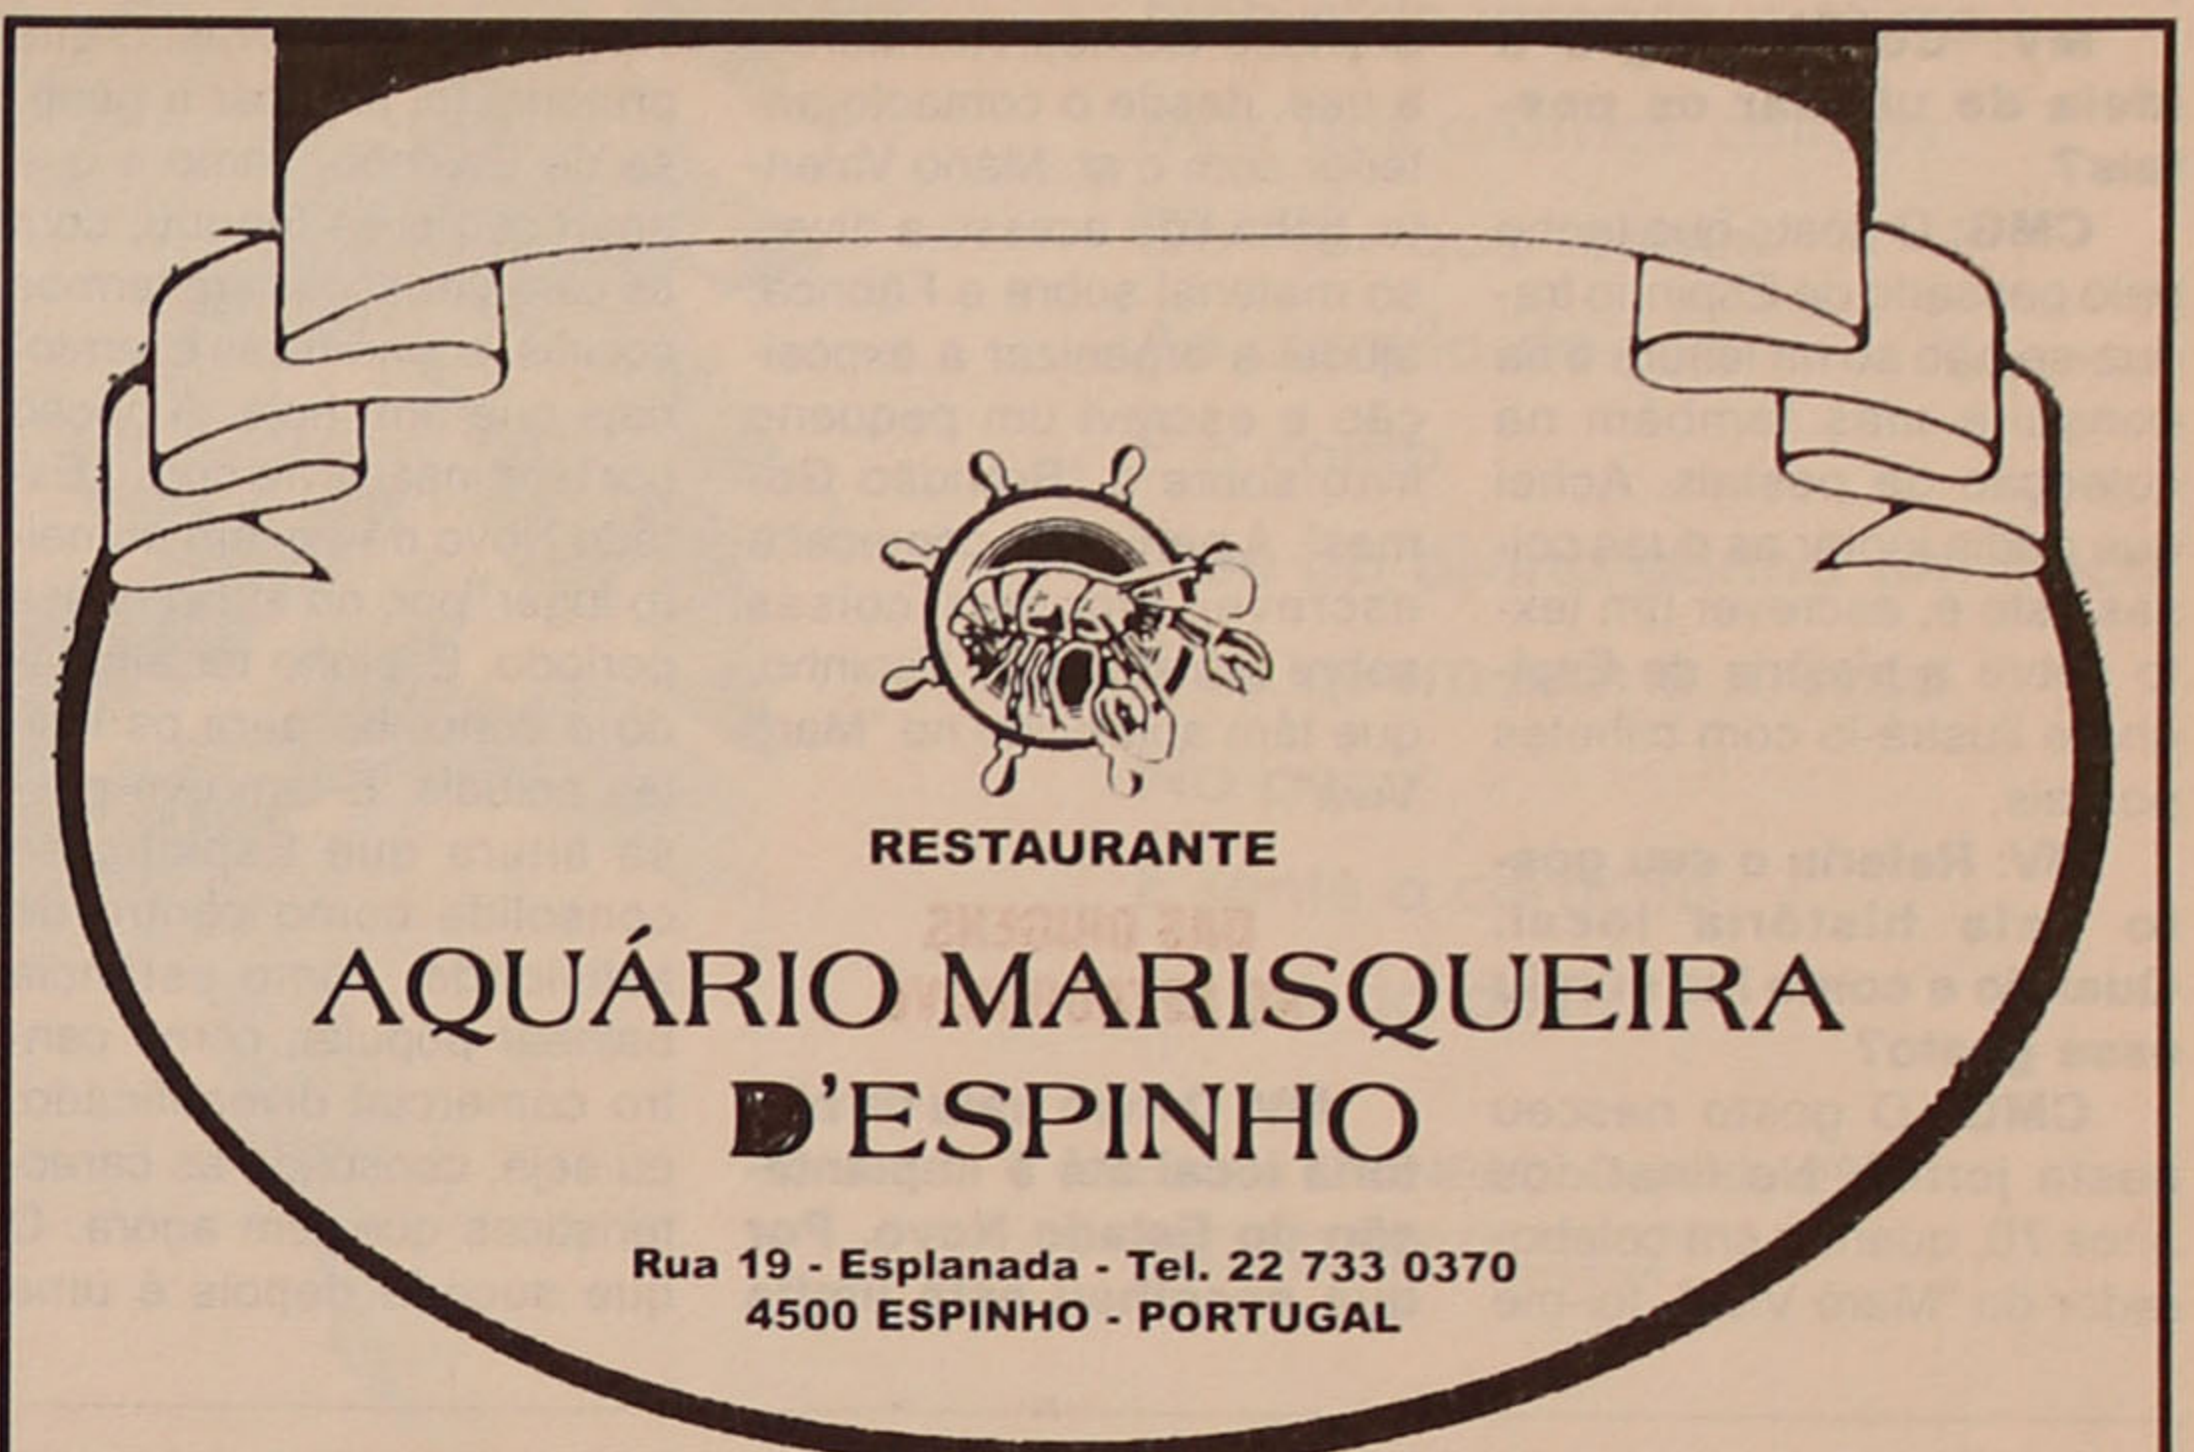 RESTAURANTE
AQUÁRIO MARISQUEIRA
D'ESPINHO
Rua 19 - Esplanada - Tel. 22 733 0370
4500 ESPINHO - PORTUGAL